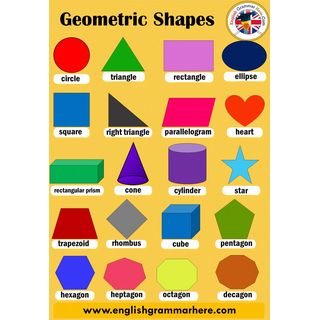 Geometric Shapes
circle
triangle
rectangle
ellipse
square
right triangle
parallelogram
heart
rectangular prism
cone
cylinder
star
trapezoid
rhombus
cube
pentagon
hexagon
heptagon
octagon
decagon
www.englishgrammarhere.com